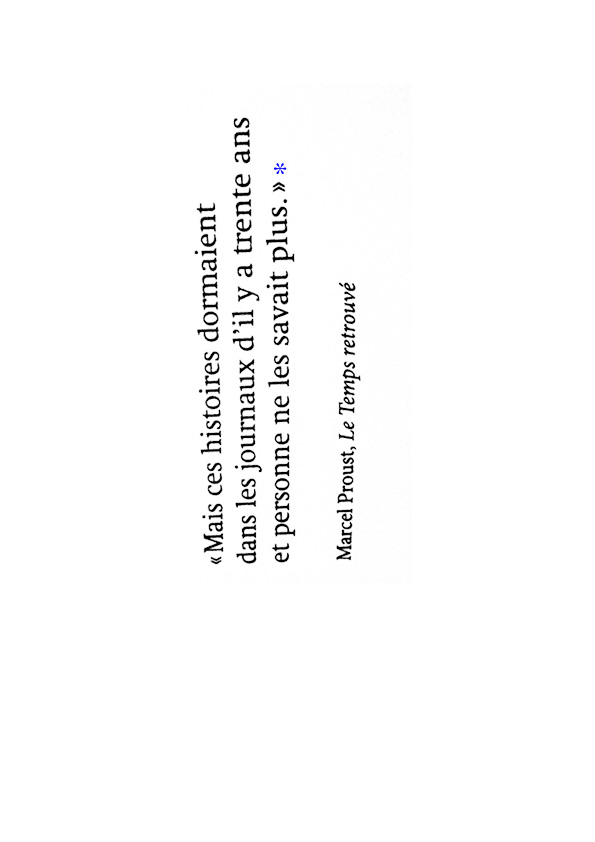 «Mais ces histoires dormaient
dans les journaux d’il y a trente ans
et personne ne les savait plus.» *
Marcel Proust, Le Temps retrouvé